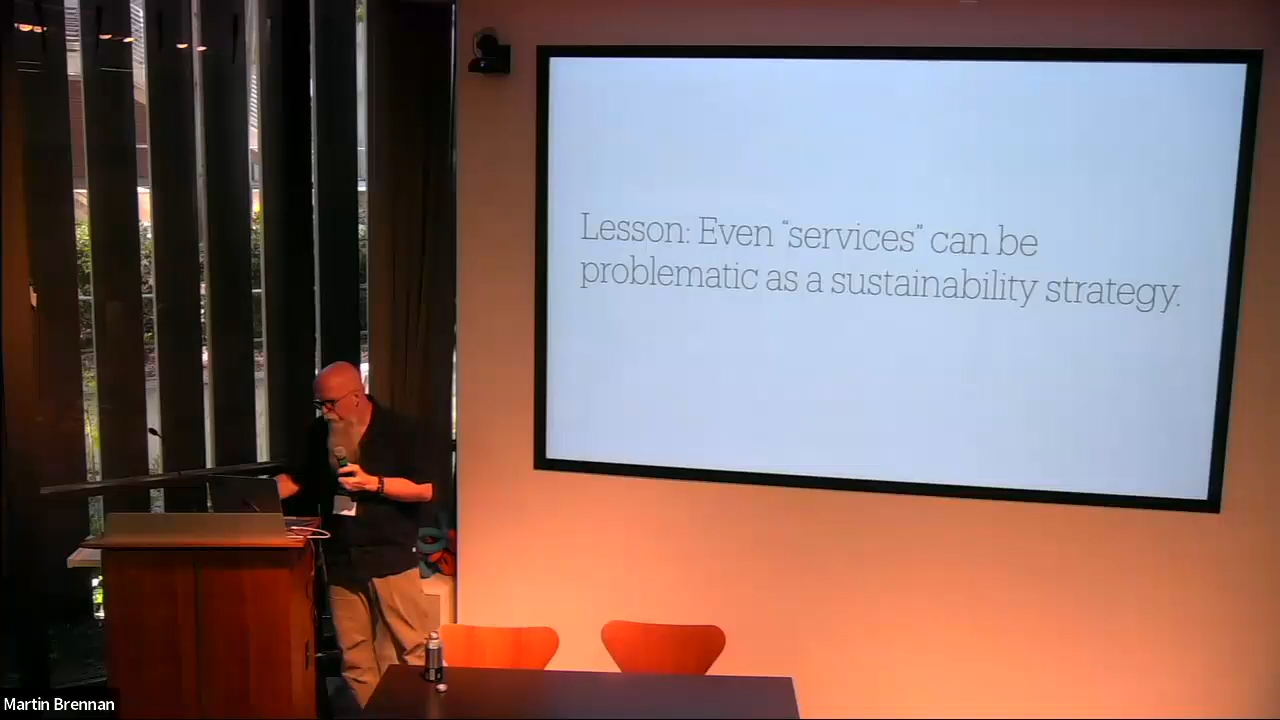 Lesson: Even "services" can be
problematic as a sustainability strategy.
Martin Brennan